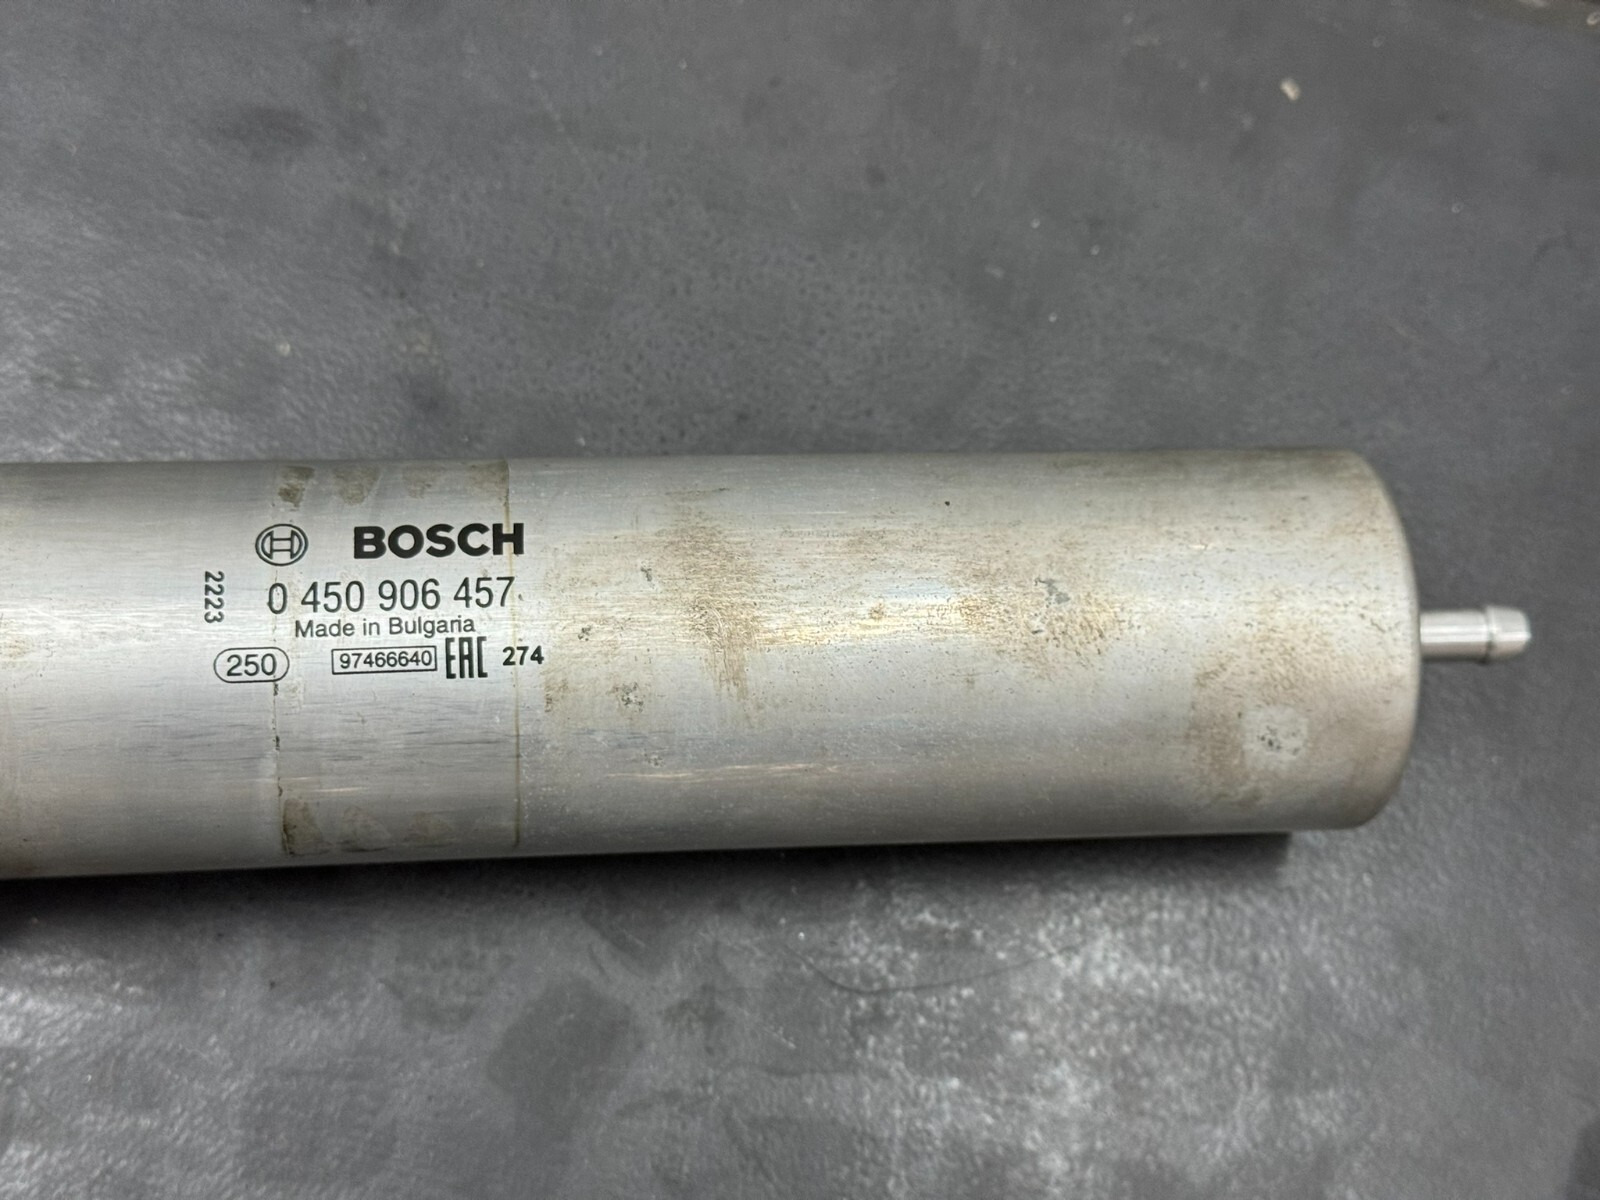 BOSCH
2223
0 450 906 457
Made in Bulgaria
250 97466640 EAC 274